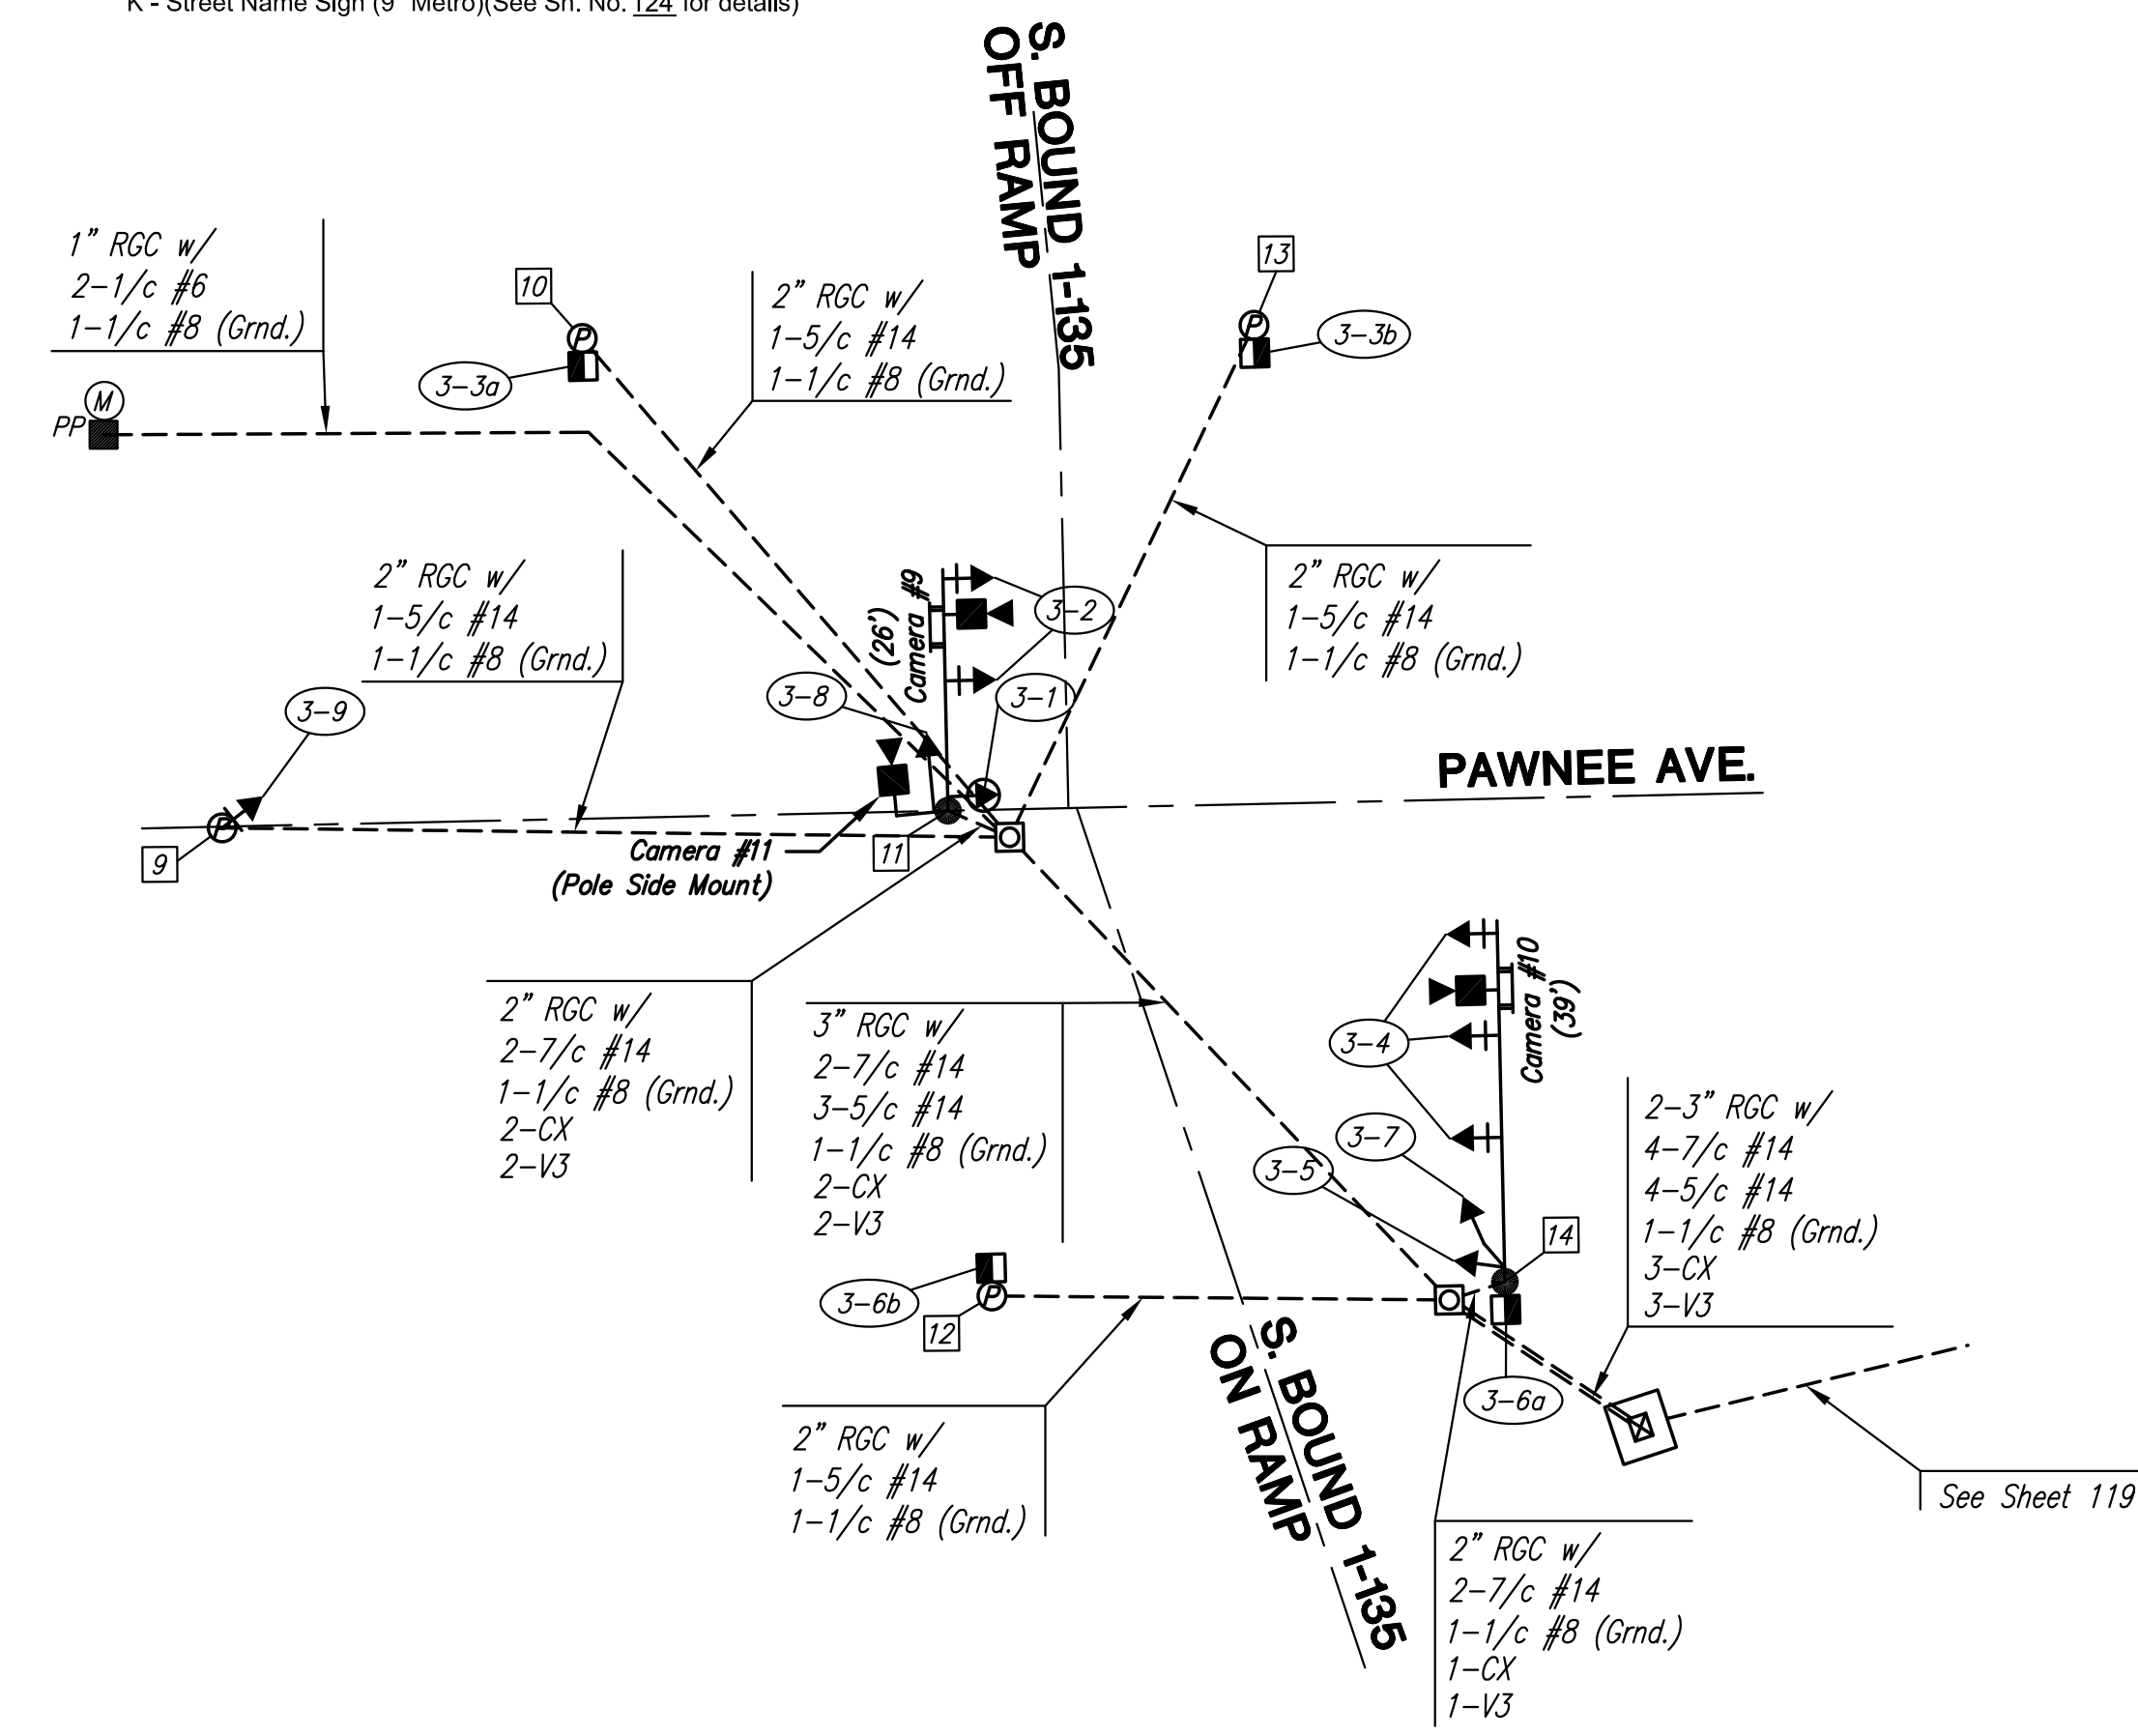 K - Street Name Sign (9" Metro)(See Sh. No. 124 for details)
S. BOUND 1-135
OFF RAMP
1" RGC w/
2-1/c #6
1-1/c #8 (Grnd.)
M
PP
10
P
3-3a
2" RGC w/
1-5/c #14
1-1/c #8 (Grnd.)
13
P
3-3b
2" RGC w/
1-5/c #14
1-1/c #8 (Grnd.)
2" RGC w/
1-5/c #14
1-1/c #8 (Grnd.)
(26')
Camera #9
3-2
3-8
3-1
3-9
P
9
PAWNEE AVE.
Camera #11
(Pole Side Mount)
11
2" RGC w/
2-7/c #14
1-1/c #8 (Grnd.)
2-CX
2-V3
3" RGC w/
2-7/c #14
3-5/c #14
1-1/c #8 (Grnd.)
2-CX
2-V3
Camera #10
(39')
3-4
3-7
3-5
14
2-3" RGC w/
4-7/c #14
4-5/c #14
1-1/c #8 (Grnd.)
3-CX
3-V3
3-6b
P
12
3-6a
S. BOUND 1-135
ON RAMP
2" RGC w/
1-5/c #14
1-1/c #8 (Grnd.)
See Sheet 119
2" RGC w/
2-7/c #14
1-1/c #8 (Grnd.)
1-CX
1-V3